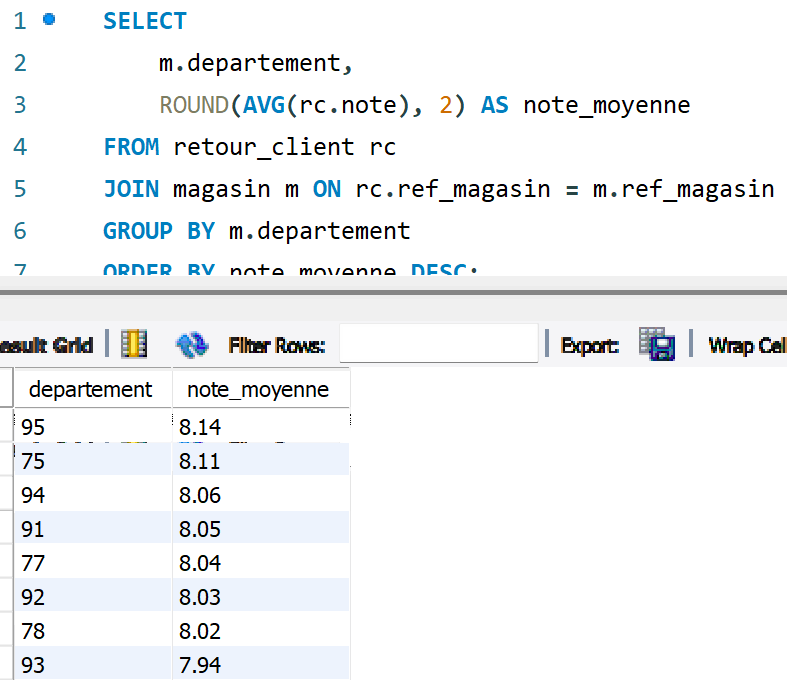 1 SELECT
2 m.departement,
3 ROUND(AVG(rc.note), 2) AS note_moyenne
4 FROM retour_client rc
5 JOIN magasin m ON rc.ref_magasin = m.ref_magasin
6 GROUP BY m.departement
7 ORDER BY note_moyenne DESC;
esult Grid Filter Rows: Export: Wrap Cell
departement note_moyenne
95 8.14
75 8.11
94 8.06
91 8.05
77 8.04
92 8.03
78 8.02
93 7.94